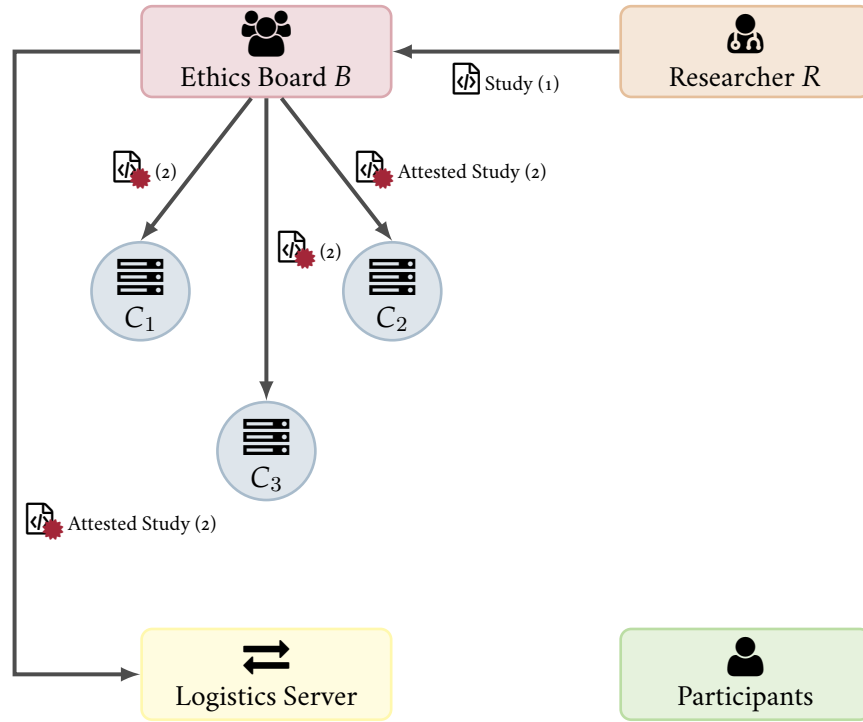 Ethics Board B
Researcher R
Study (1)
(2)
Attested Study (2)
(2)
C1
C2
C3
Attested Study (2)
Logistics Server
Participants